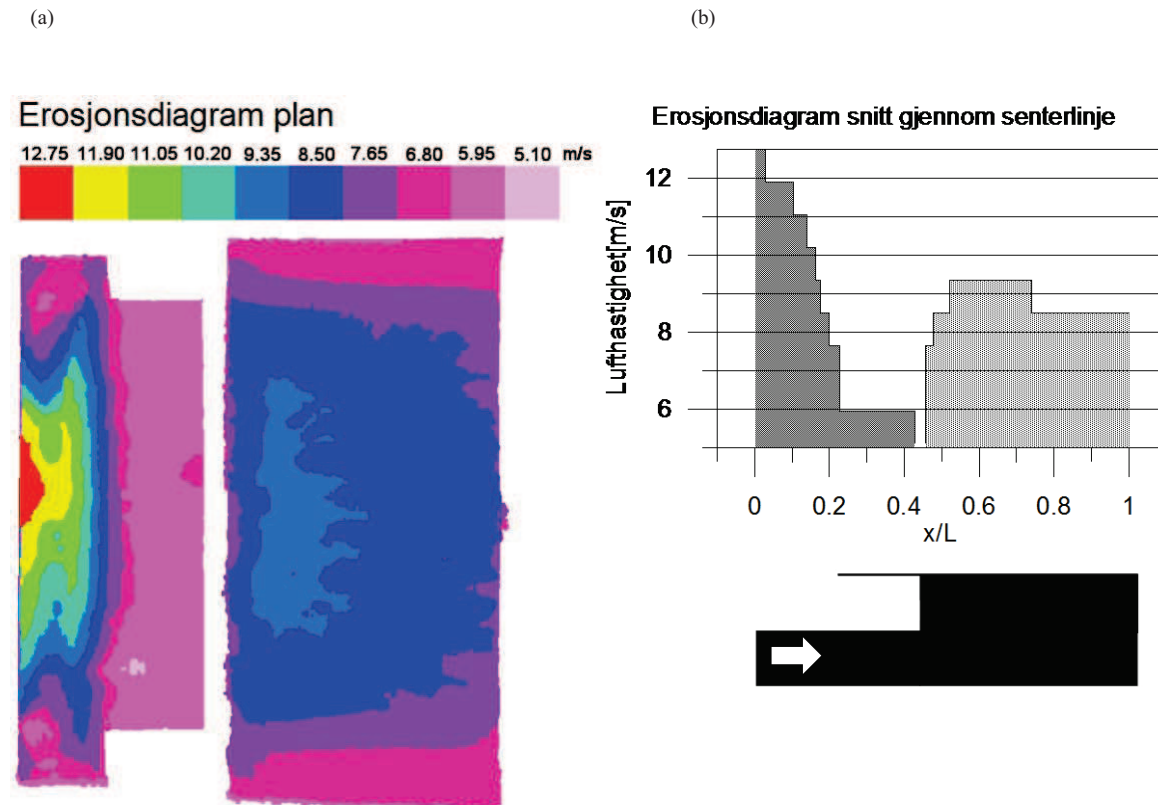 (a)
(b)
Erosjonsdiagram plan
12.75 11.90 11.05 10.20 9.35 8.50 7.65 6.80 5.95 5.10 m/s
Erosjonsdiagram snitt gjennom senterlinje
Lufthastighet[m/s]
12
10
8
6
0 0.2 0.4 0.6 0.8 1
x/L